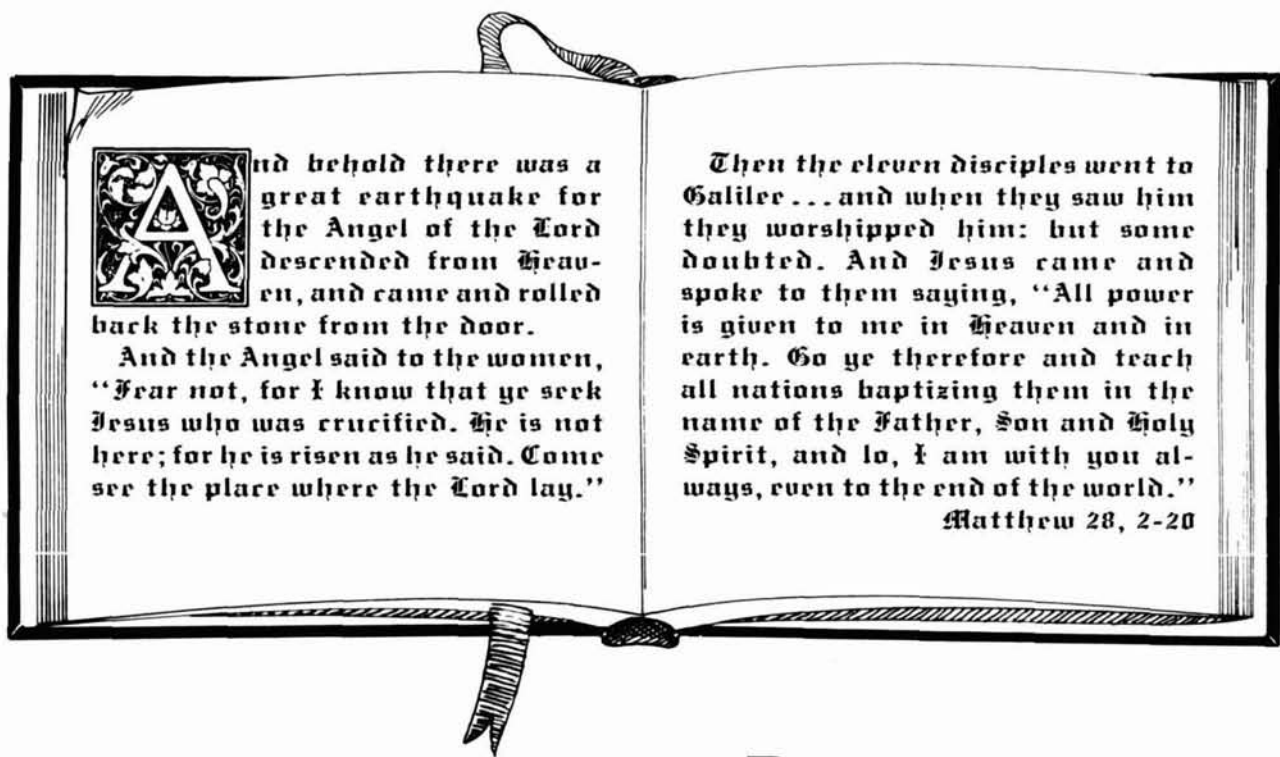 And behold there was a
great earthquake for
the Angel of the Lord
descended from Heav-
en, and came and rolled
back the stone from the door.
And the Angel said to the women,
“Fear not, for I know that ye seek
Jesus who was crucified. He is not
here; for he is risen as he said. Come
see the place where the Lord lay.”
Then the eleven disciples went to
Galilee...and when they saw him
they worshipped him: but some
doubted. And Jesus came and
spoke to them saying, “All power
is given to me in Heaven and in
earth. Go ye therefore and teach
all nations baptizing them in the
name of the Father, Son and Holy
Spirit, and lo, I am with you al-
ways, even to the end of the world.”
Matthew 28, 2-20